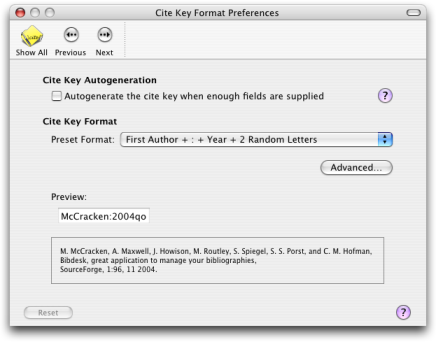 Cite Key Format Preferences
Show All Previous Next
Cite Key Autogeneration
Autogenerate the cite key when enough fields are supplied
?
Cite Key Format
Preset Format: First Author + : + Year + 2 Random Letters
Advanced...
Preview:
McCracken:2004qo
M. McCracken, A. Maxwell, J. Howison, M. Routley, S. Spiegel, S. S. Porst, and C. M. Hofman,
Bibdesk, great application to manage your bibliographies,
SourceForge, 1:96, 11 2004.
Reset
?